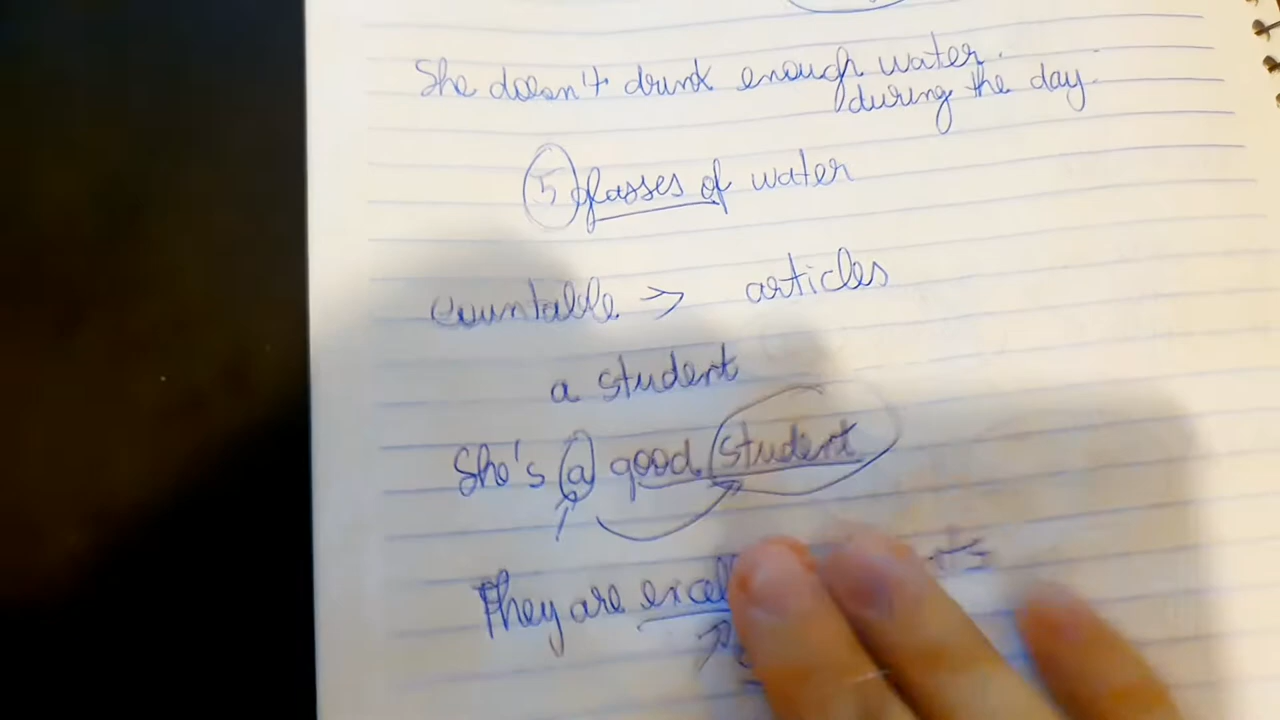 She doesn't drink enough water.
during the day.
5 glasses of water
countable => articles
a student
She's a good student
They are